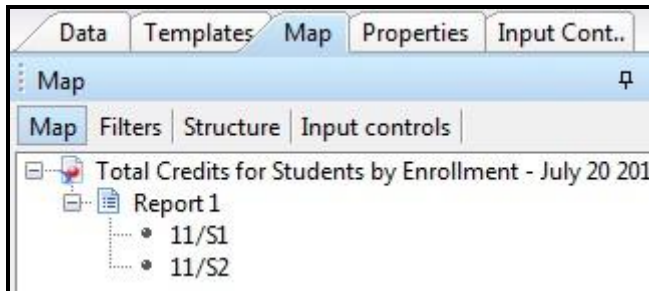 Data Templates Map Properties Input Cont..
Map
Map Filters Structure Input controls
Total Credits for Students by Enrollment - July 20 201
Report 1
11/S1
11/S2